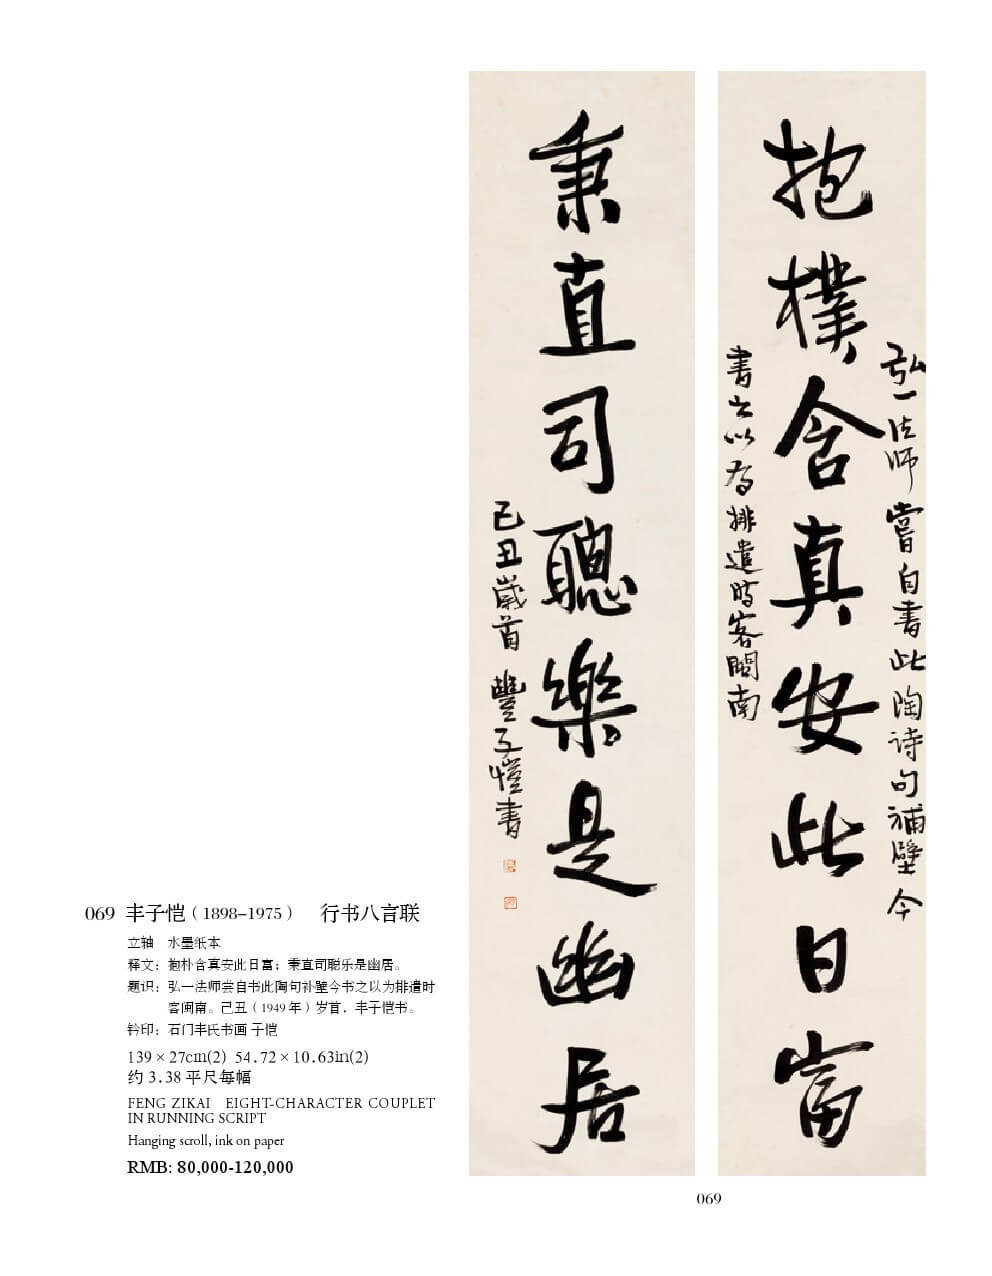 抱樸含真安此日富
弘一法师嘗自書此陶诗句補壁今
書之以為排遣時客閩南
秉直司聰樂是幽居
己丑歲首 豐子愷書
069 丰子恺（1898–1975） 行书八言联
立轴 水墨纸本
释文：抱朴含真安此日富；秉直司聪乐是幽居。
题识：弘一法师尝自书此陶句补壁今书之以为排遣时
客闽南。己丑（1949 年）岁首，丰子恺书。
钤印：石门丰氏书画 子恺
139 × 27cm(2) 54.72 × 10.63in(2)
约 3.38 平尺每幅
FENG ZIKAI EIGHT-CHARACTER COUPLET
IN RUNNING SCRIPT
Hanging scroll, ink on paper
RMB: 80,000-120,000
069